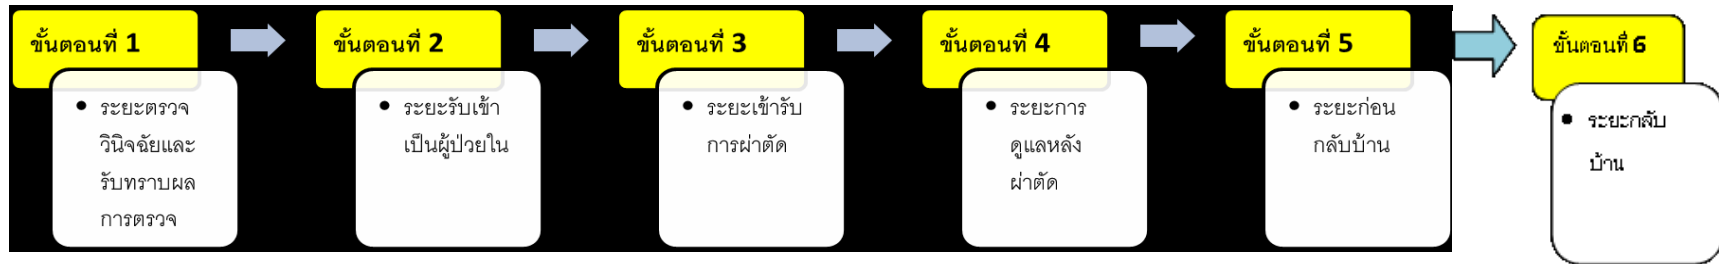 ขั้นตอนที่ 1
• ระยะตรวจ
วินิจฉัยและ
รับทราบผล
การตรวจ
ขั้นตอนที่ 2
• ระยะรับเข้า
เป็นผู้ป่วยใน
ขั้นตอนที่ 3
• ระยะเข้ารับ
การผ่าตัด
ขั้นตอนที่ 4
• ระยะการ
ดูแลหลัง
ผ่าตัด
ขั้นตอนที่ 5
• ระยะก่อน
กลับบ้าน
ขั้นตอนที่ 6
• ระยะกลับ
บ้าน